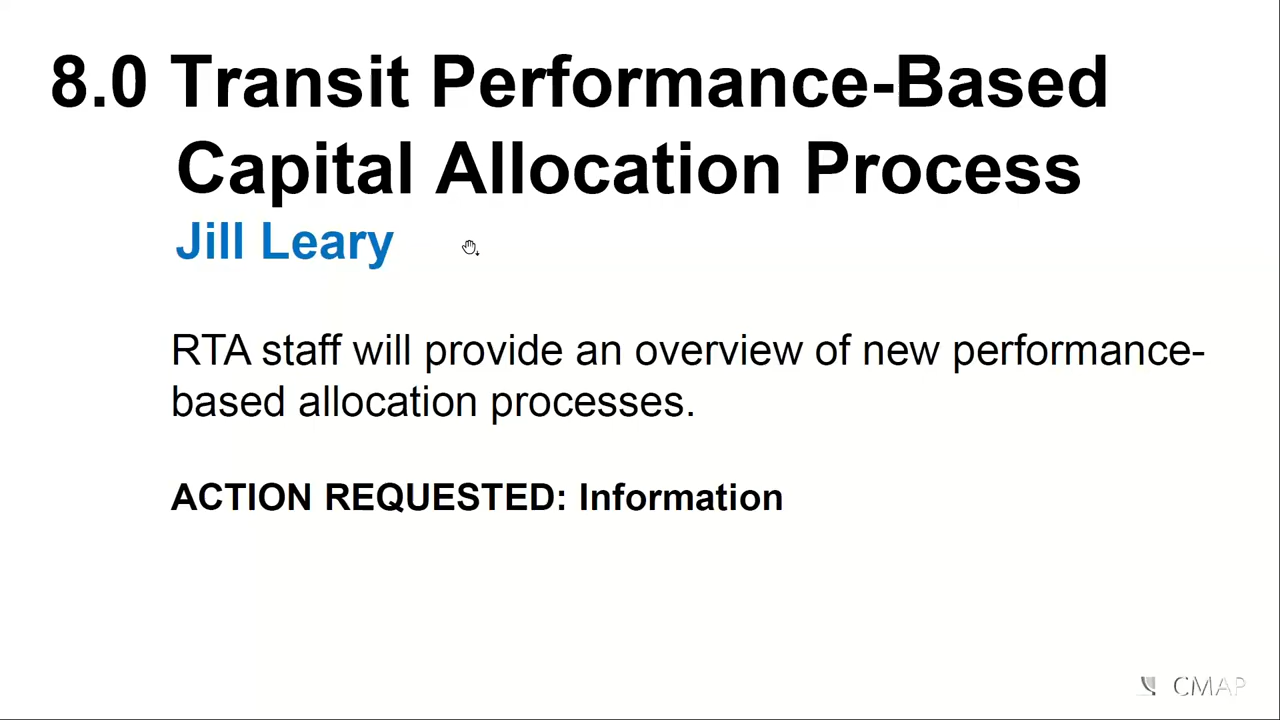 8.0 Transit Performance-Based
Capital Allocation Process
Jill Leary
RTA staff will provide an overview of new performance-
based allocation processes.
ACTION REQUESTED: Information
CMAP